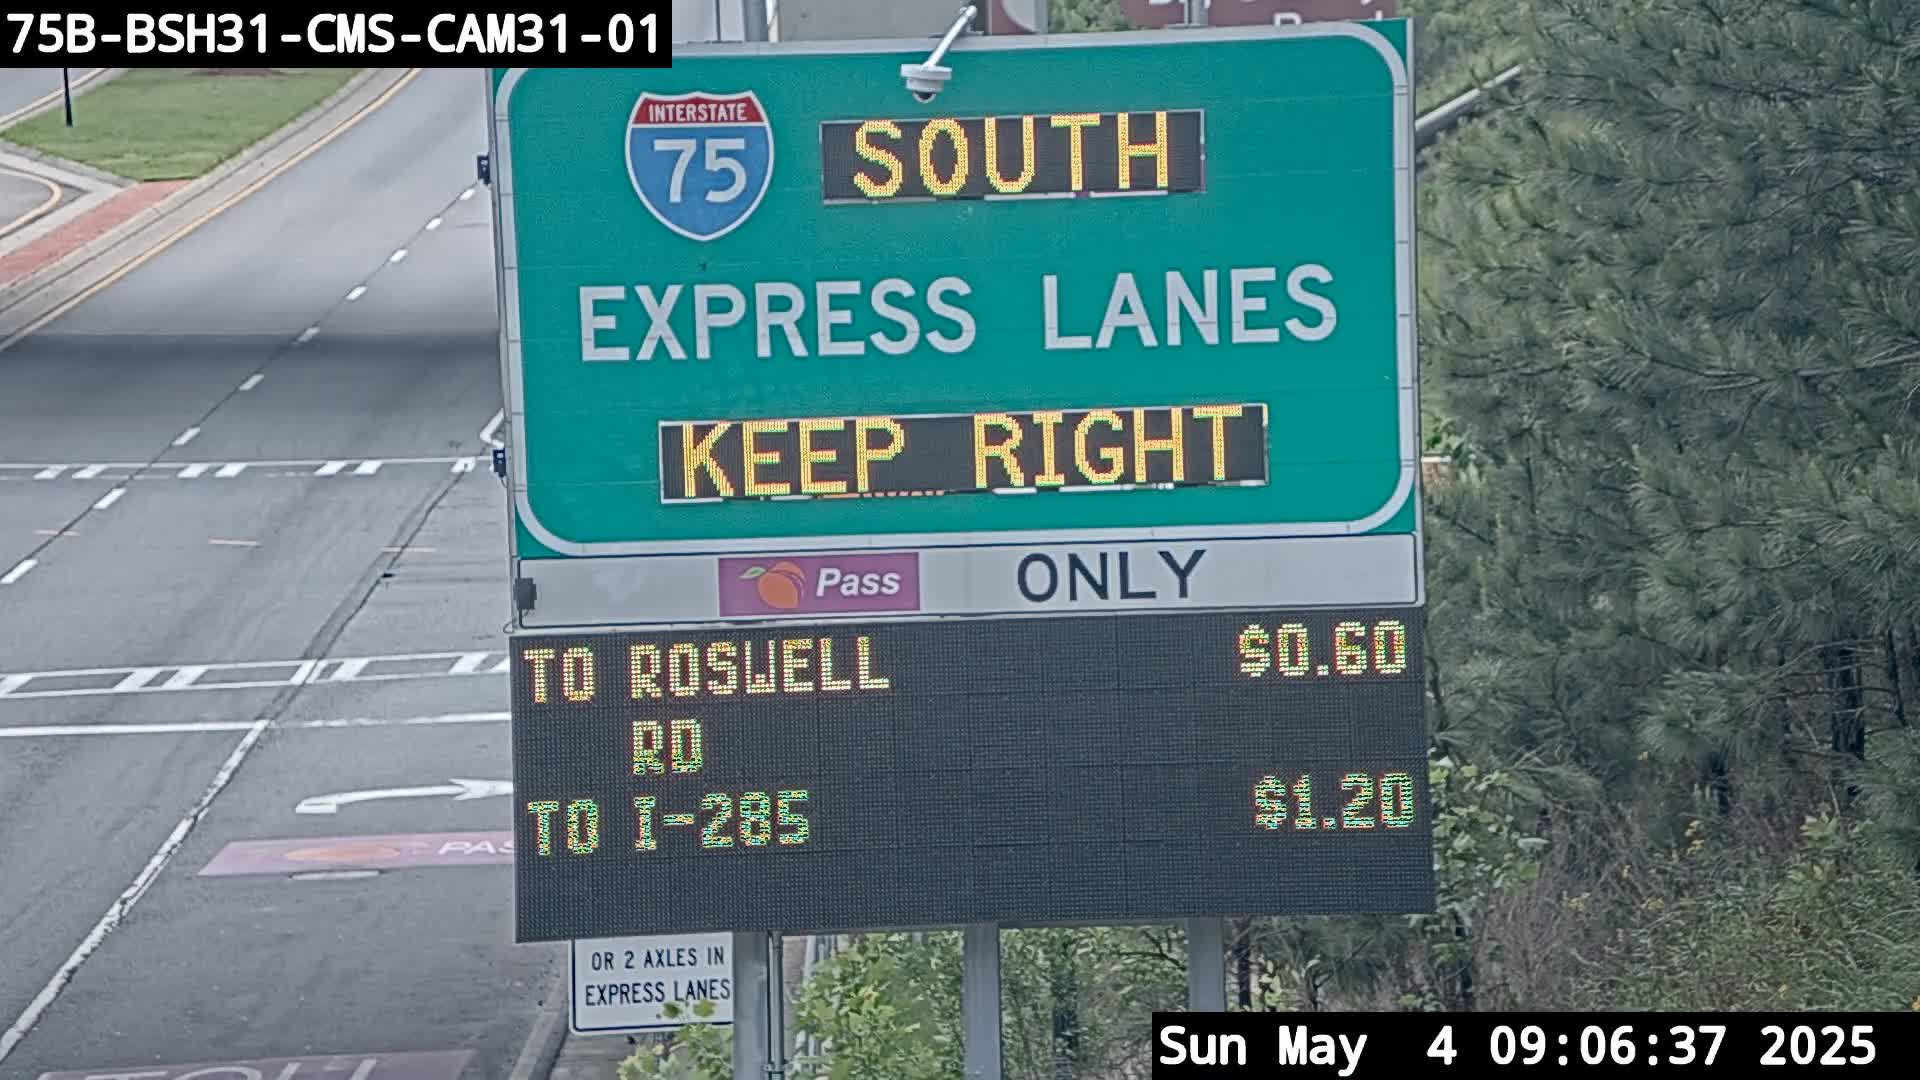 75B-BSH31-CMS-CAM31-01
INTERSTATE
75
SOUTH
EXPRESS LANES
KEEP RIGHT
Pass
ONLY
TO ROSWELL $0.60
RD
TO I-285 $1.20
OR 2 AXLES IN
EXPRESS LANES
Sun May 4 09:06:37 2025